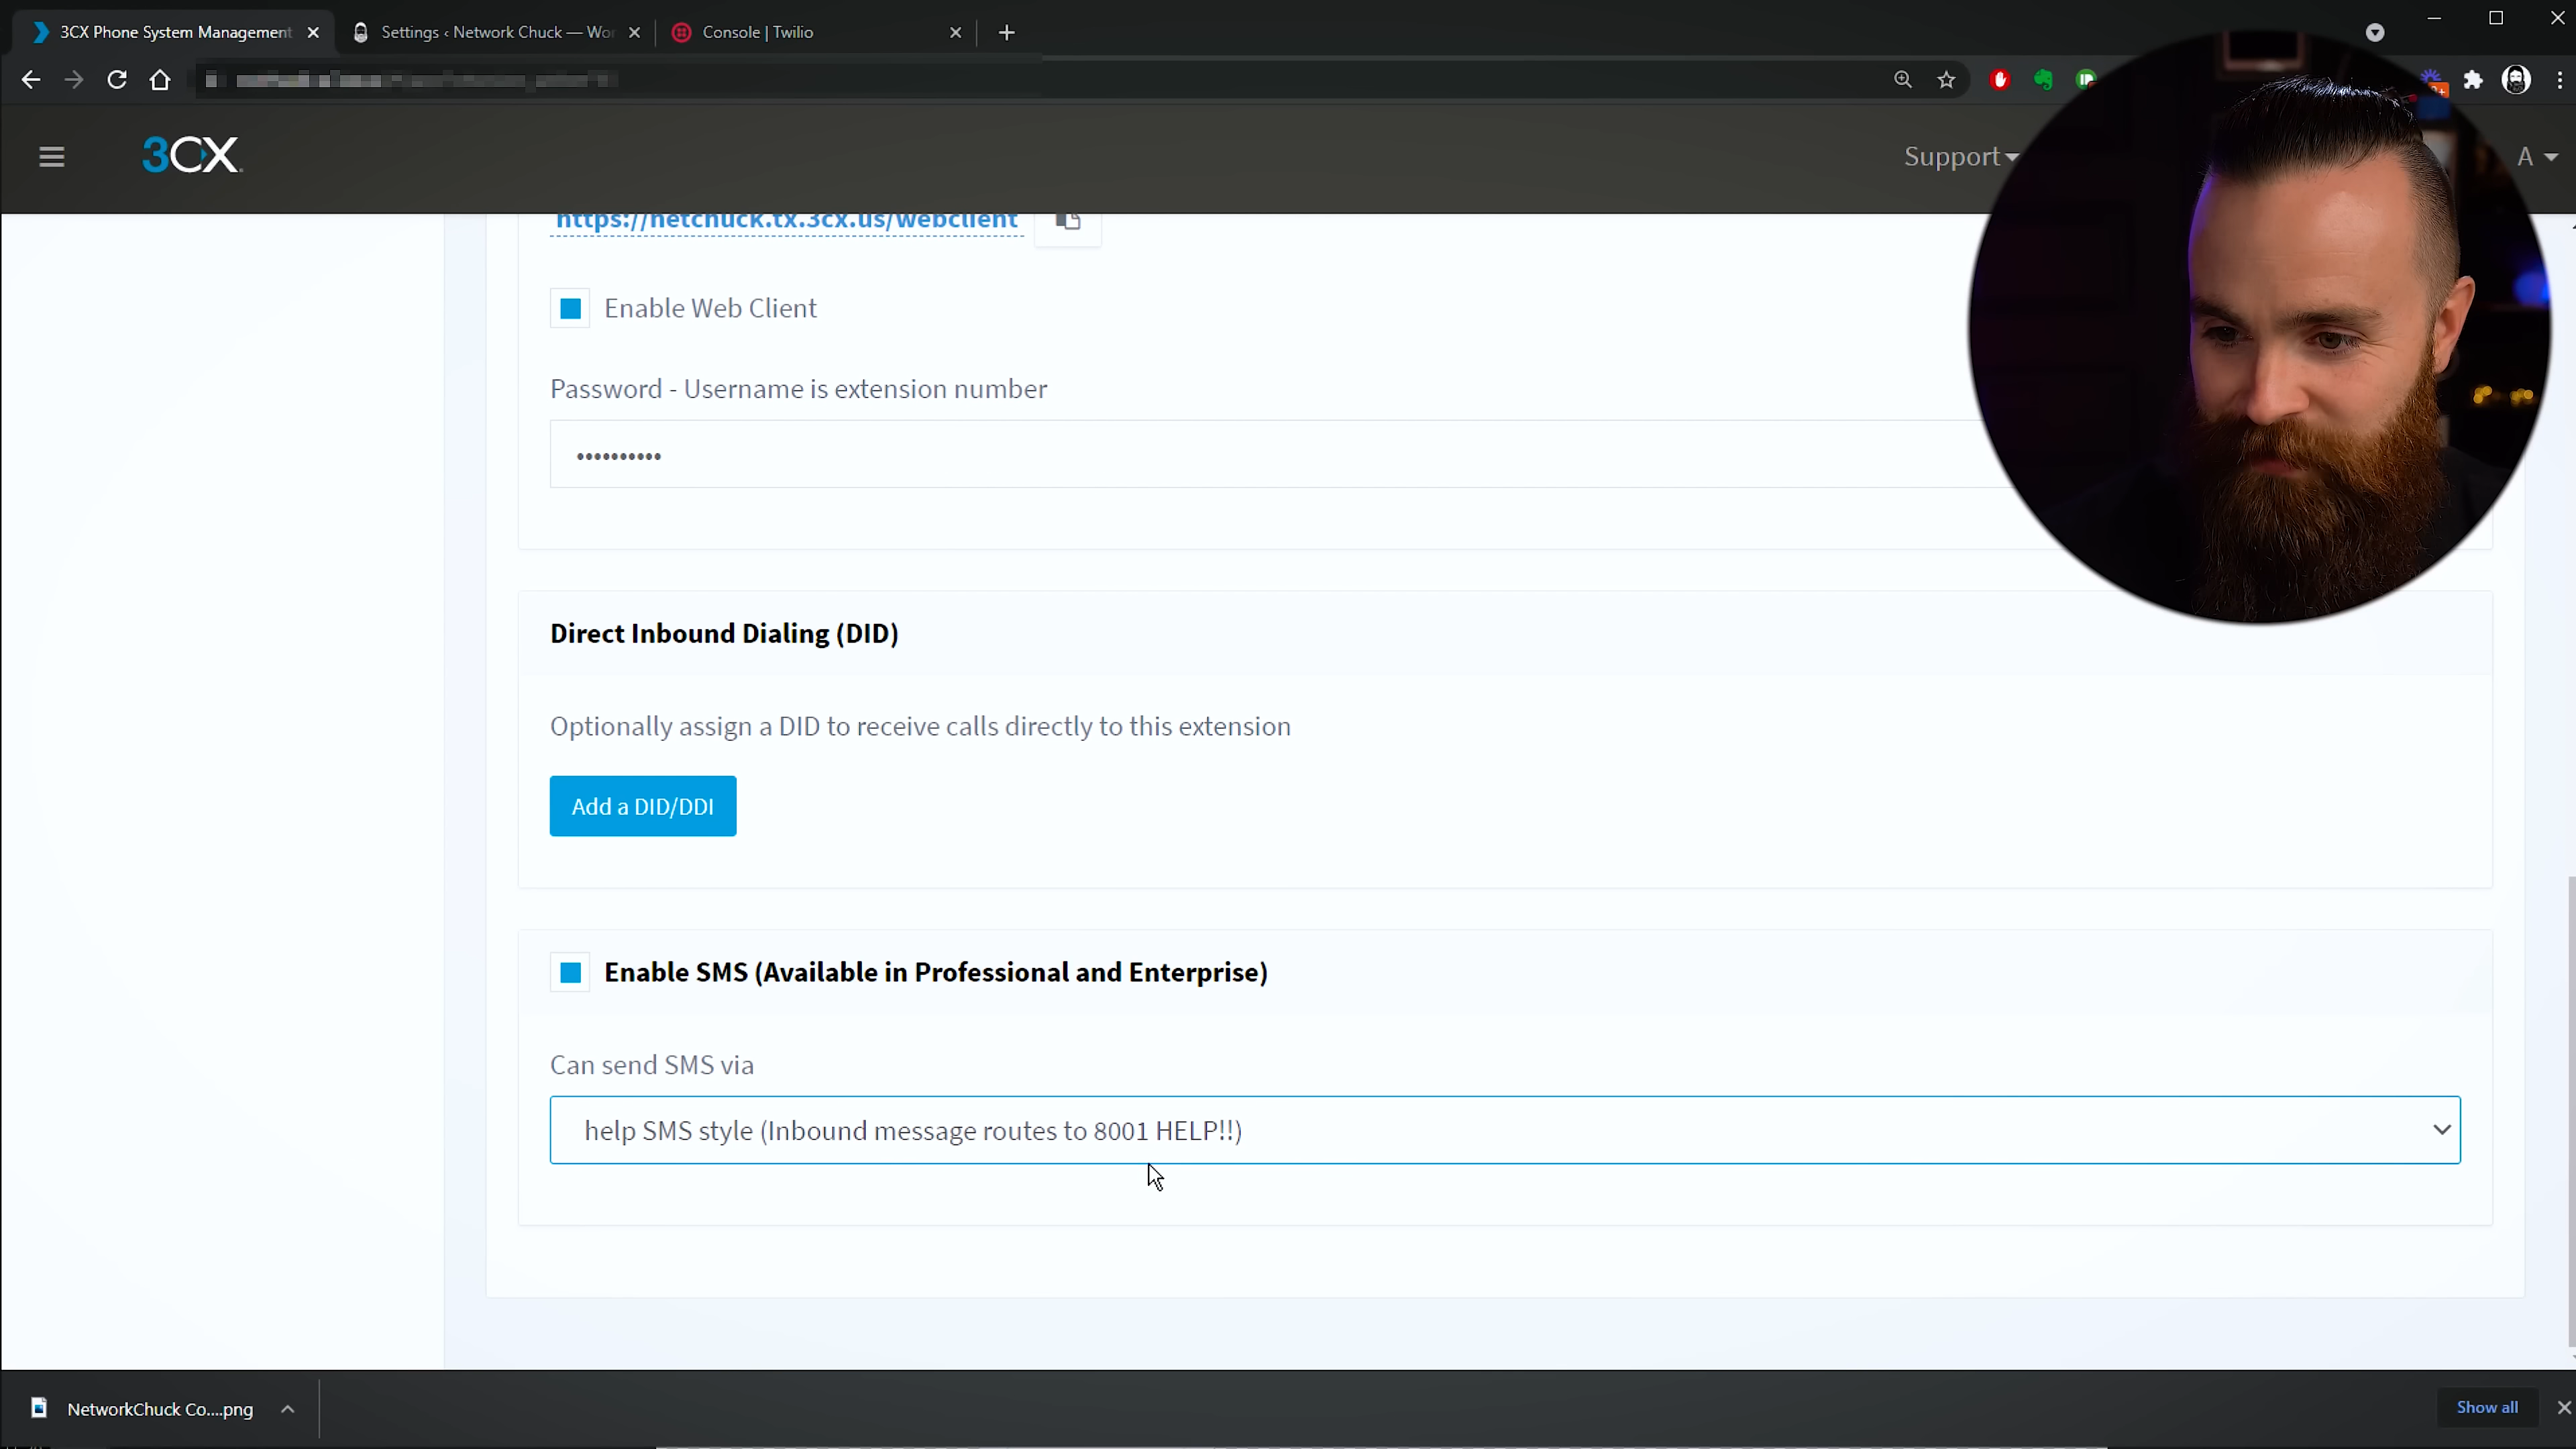 3CX Phone System Management
Settings ‹ Network Chuck — Wor
Console | Twilio
3CX
Support
A
https://netchuck.tx.3cx.us/webclient
Enable Web Client
Password - Username is extension number
••••••••••
Direct Inbound Dialing (DID)
Optionally assign a DID to receive calls directly to this extension
Add a DID/DDI
Enable SMS (Available in Professional and Enterprise)
Can send SMS via
help SMS style (Inbound message routes to 8001 HELP!!)
NetworkChuck Co....png
Show all